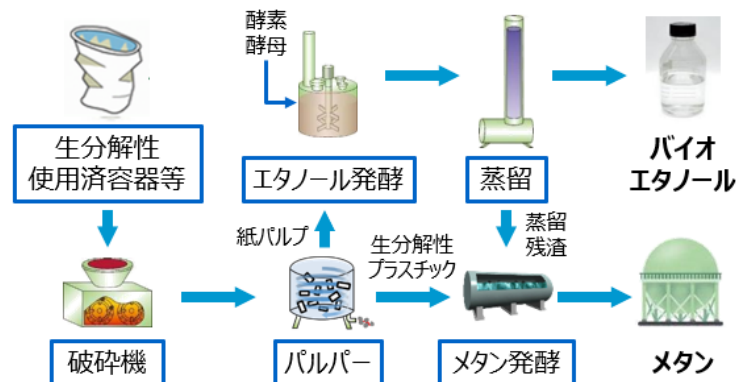 酵素
酵母
生分解性
使用済容器等
エタノール発酵
蒸留
バイオ
エタノール
紙パルプ
生分解性
プラスチック
蒸留
残渣
破砕機
パルパー
メタン発酵
メタン